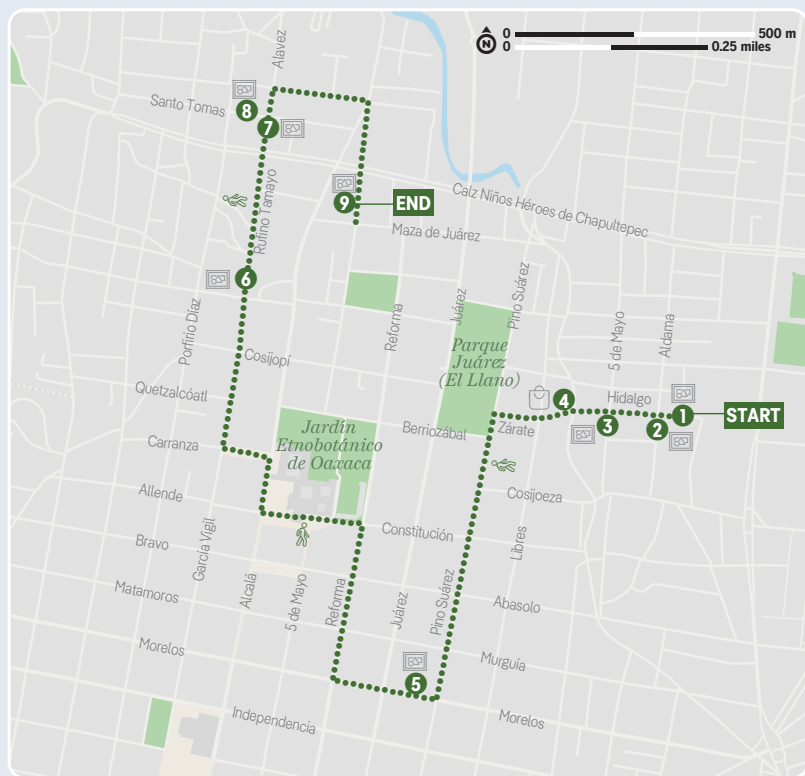 0
500 m
N
0
0.25 miles
Alavez
Santo Tomas
8
7
9
END
Calz Niños Héroes de Chapultepec
Rufino Tamayo
Maza de Juárez
6
Porfirio Díaz
Reforma
Juárez
Pino Suárez
5 de Mayo
Aldama
Parque
Juárez
(El Llano)
Cosijopí
Quetzalcóatl
Hidalgo
4
3
2
1
START
Zárate
Berriozábal
Jardín
Etnobotánico
de Oaxaca
Carranza
Allende
Cosijoeza
Constitución
Libres
Bravo
García Vigil
Alcalá
5 de Mayo
Reforma
Juárez
Pino Suárez
Abasolo
Matamoros
Morelos
Murguía
5
Morelos
Independencia